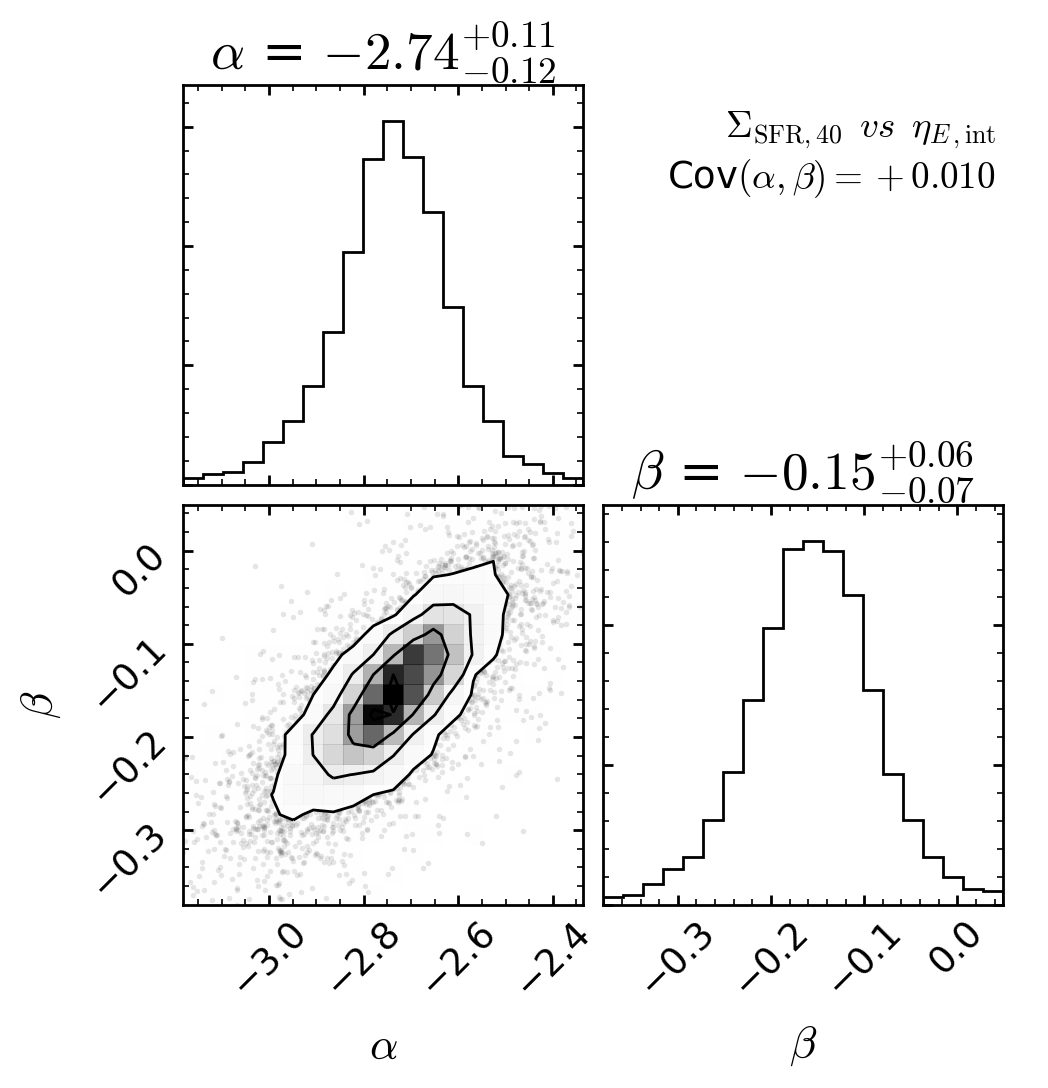 α = −2.74^{+0.11}_{−0.12}
Σ_{SFR, 40} vs η_{E, int}
Cov(α, β) = +0.010
β = −0.15^{+0.06}_{−0.07}
0.0
−0.1
β
−0.2
−0.3
−3.0 −2.8 −2.6 −2.4 −0.3 −0.2 −0.1 0.0
α β